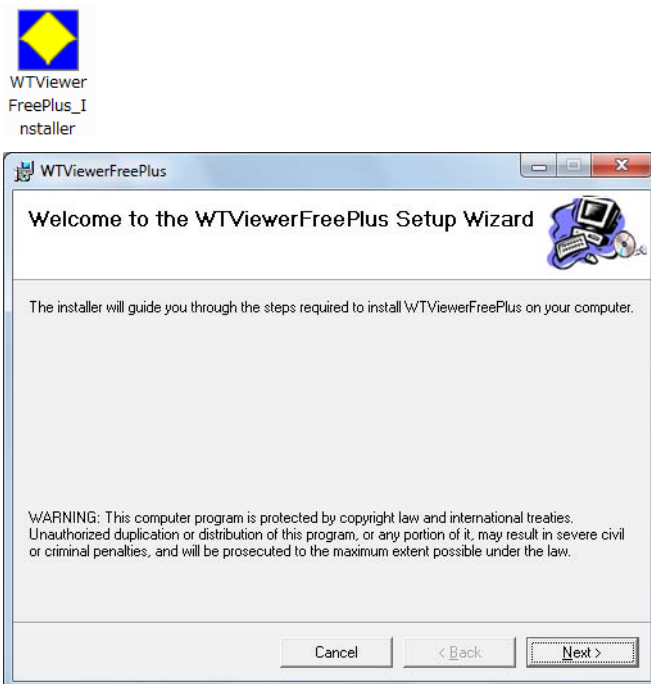 WTViewer
FreePlus_I
nstaller
WTViewerFreePlus
Welcome to the WTViewerFreePlus Setup Wizard
The installer will guide you through the steps required to install WTViewerFreePlus on your computer.
WARNING: This computer program is protected by copyright law and international treaties.
Unauthorized duplication or distribution of this program, or any portion of it, may result in severe civil
or criminal penalties, and will be prosecuted to the maximum extent possible under the law.
Cancel < Back Next >